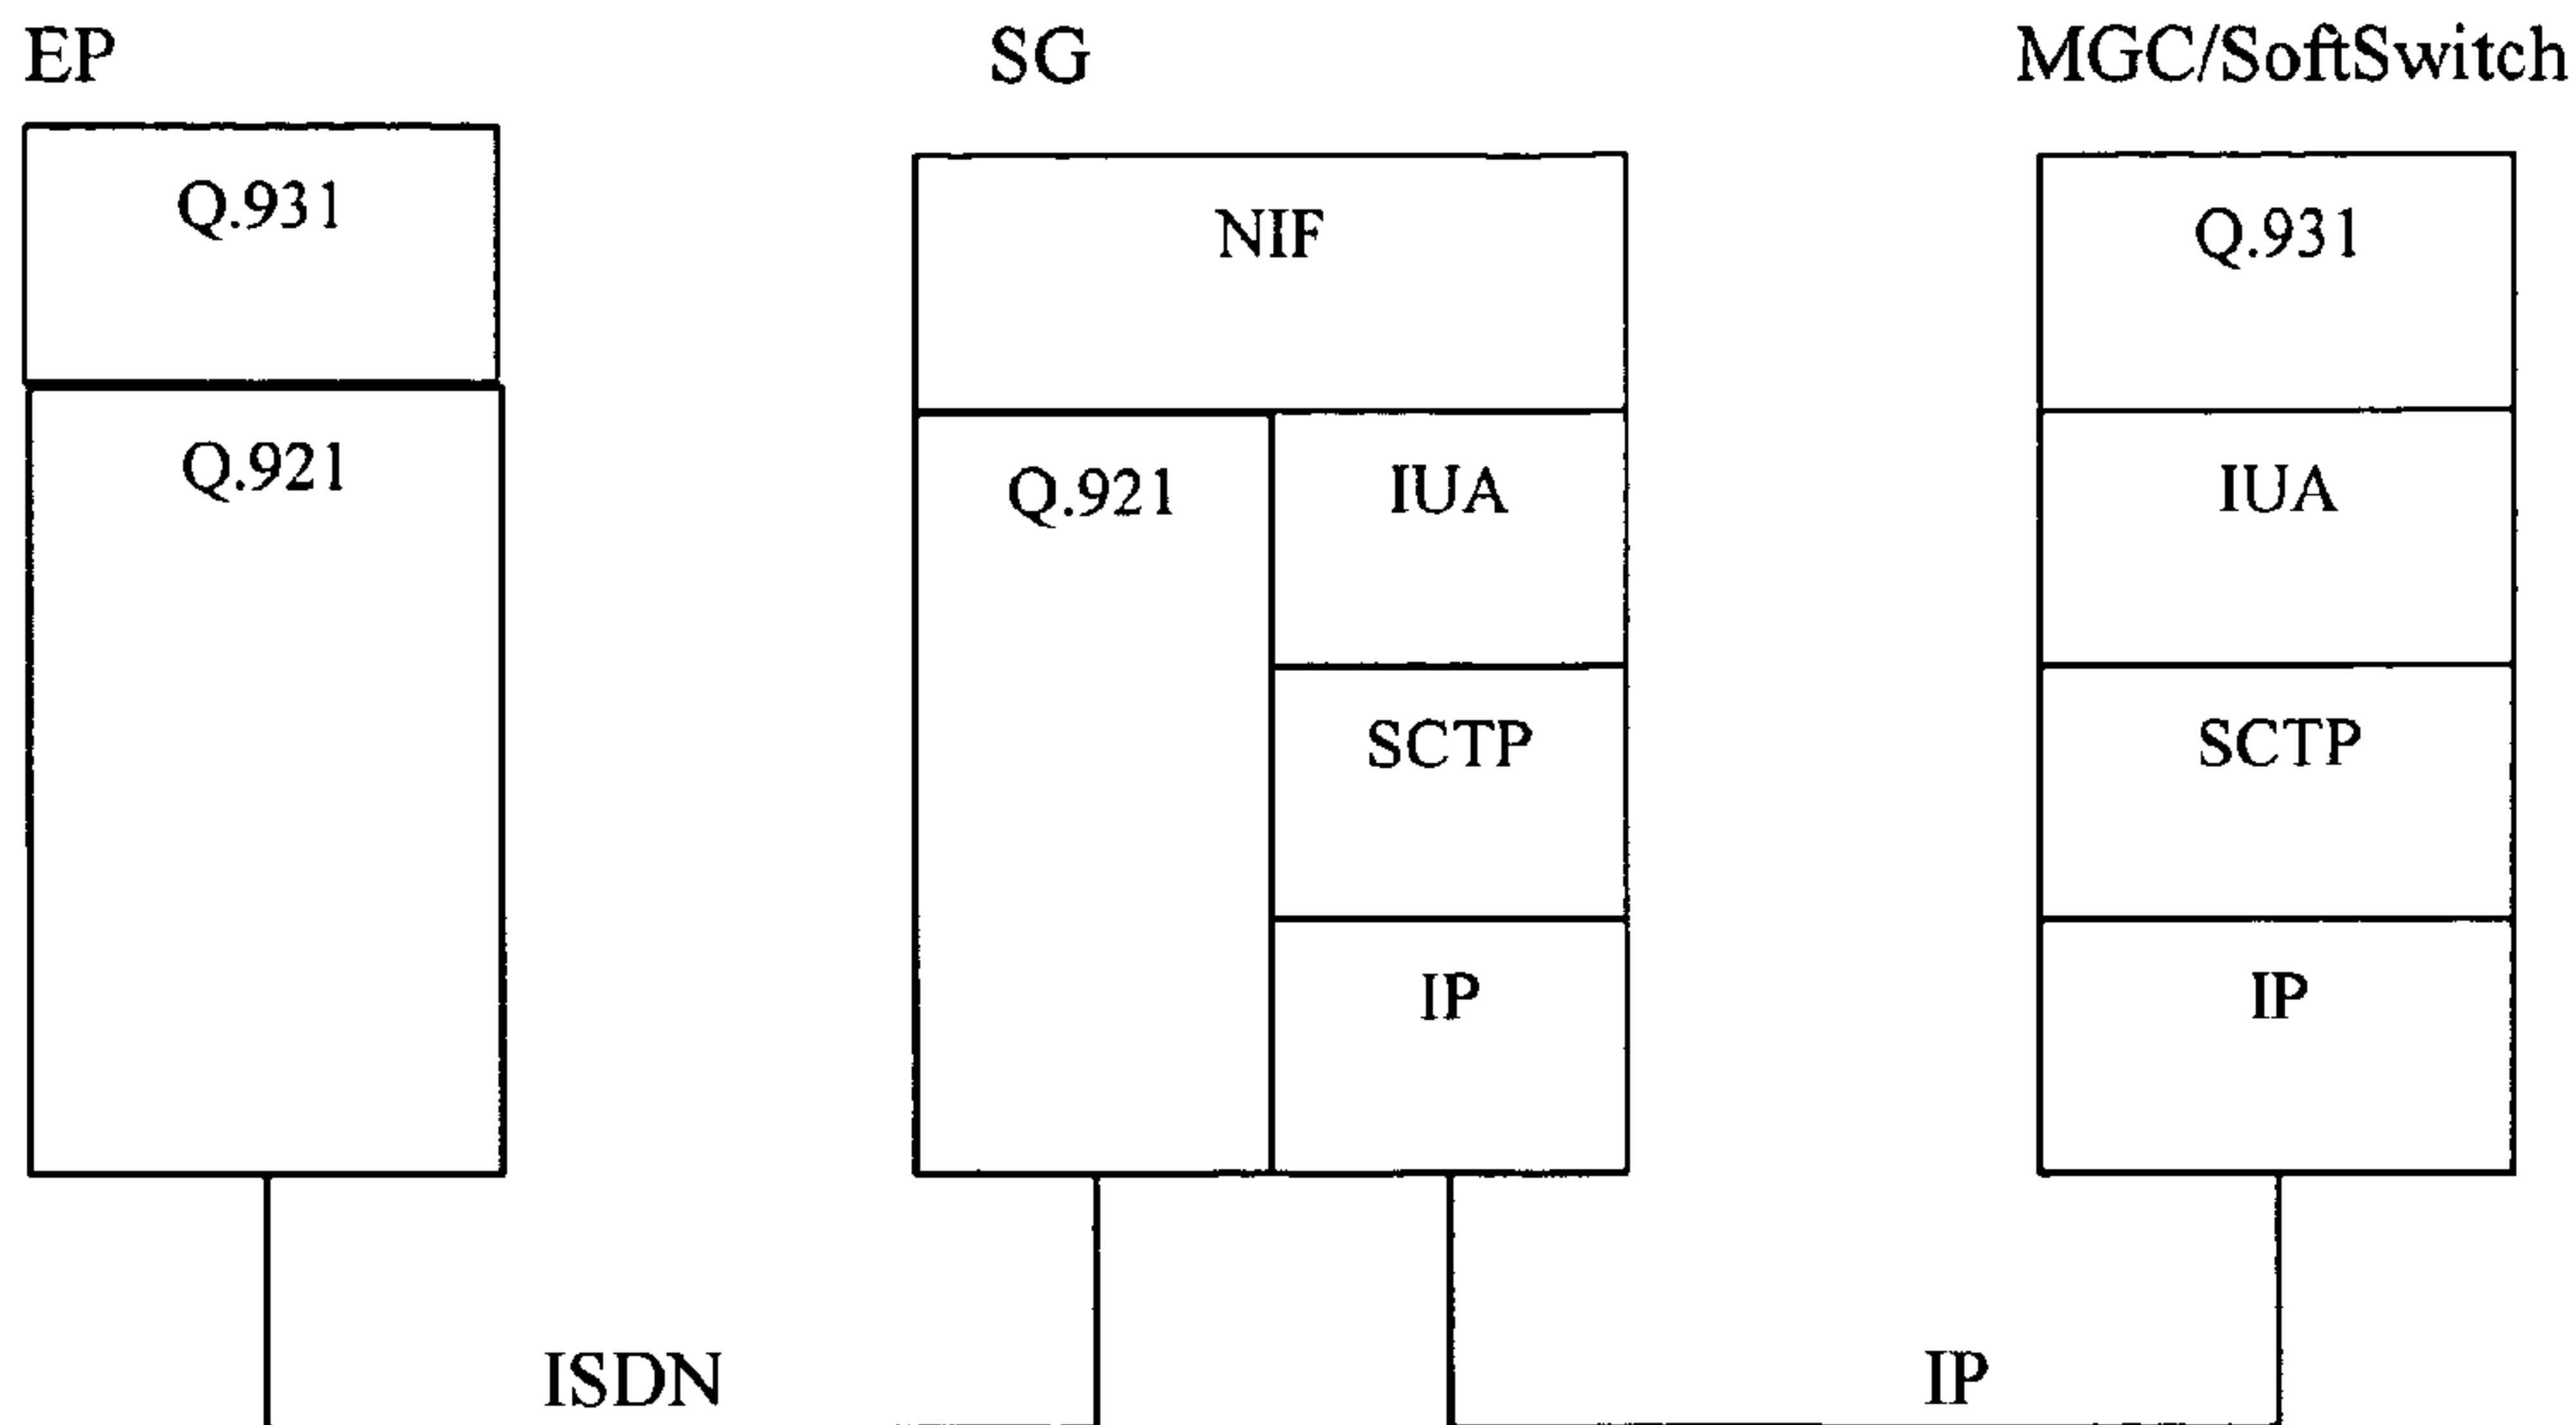 EP
SG
MGC/SoftSwitch
Q.931
NIF
Q.931
Q.921
Q.921
IUA
IUA
SCTP
SCTP
IP
IP
ISDN
IP